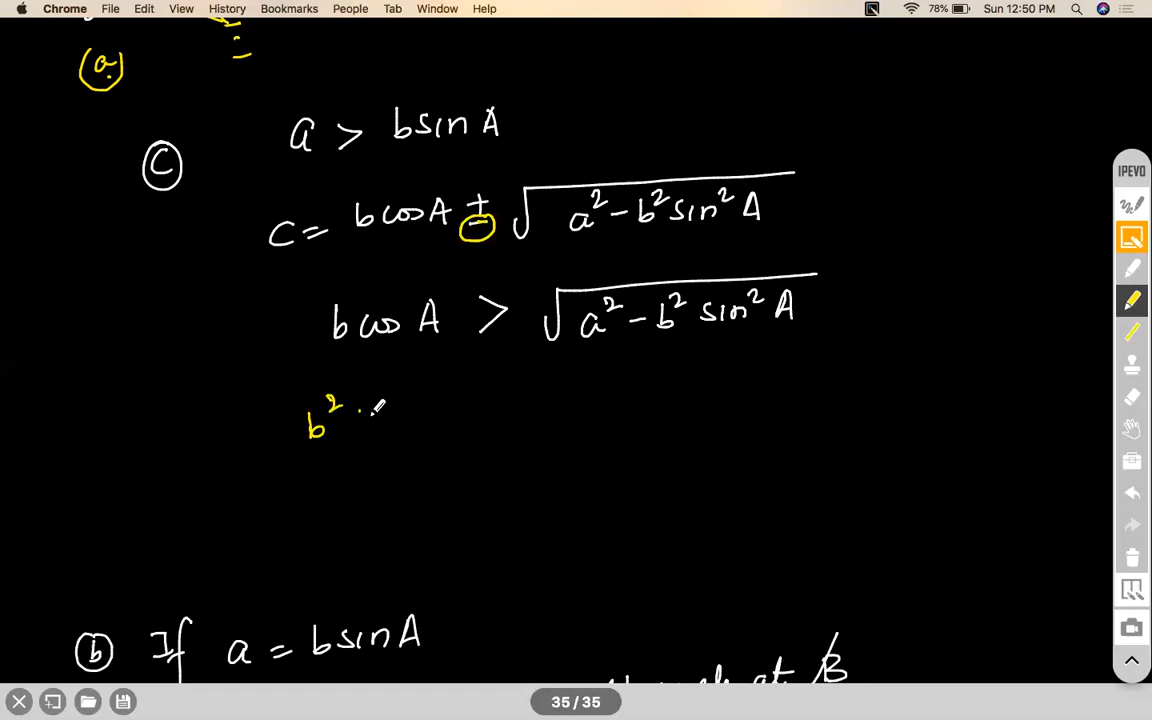 Chrome File Edit View History Bookmarks People Tab Window Help
78% Sun 12:50 PM
(a)
a > b sin A
(c)
c = b cos A ± √(a² - b² sin² A)
IPEVO
b cos A > √(a² - b² sin² A)
b²
(b) If a = b sin A
at B
35 / 35